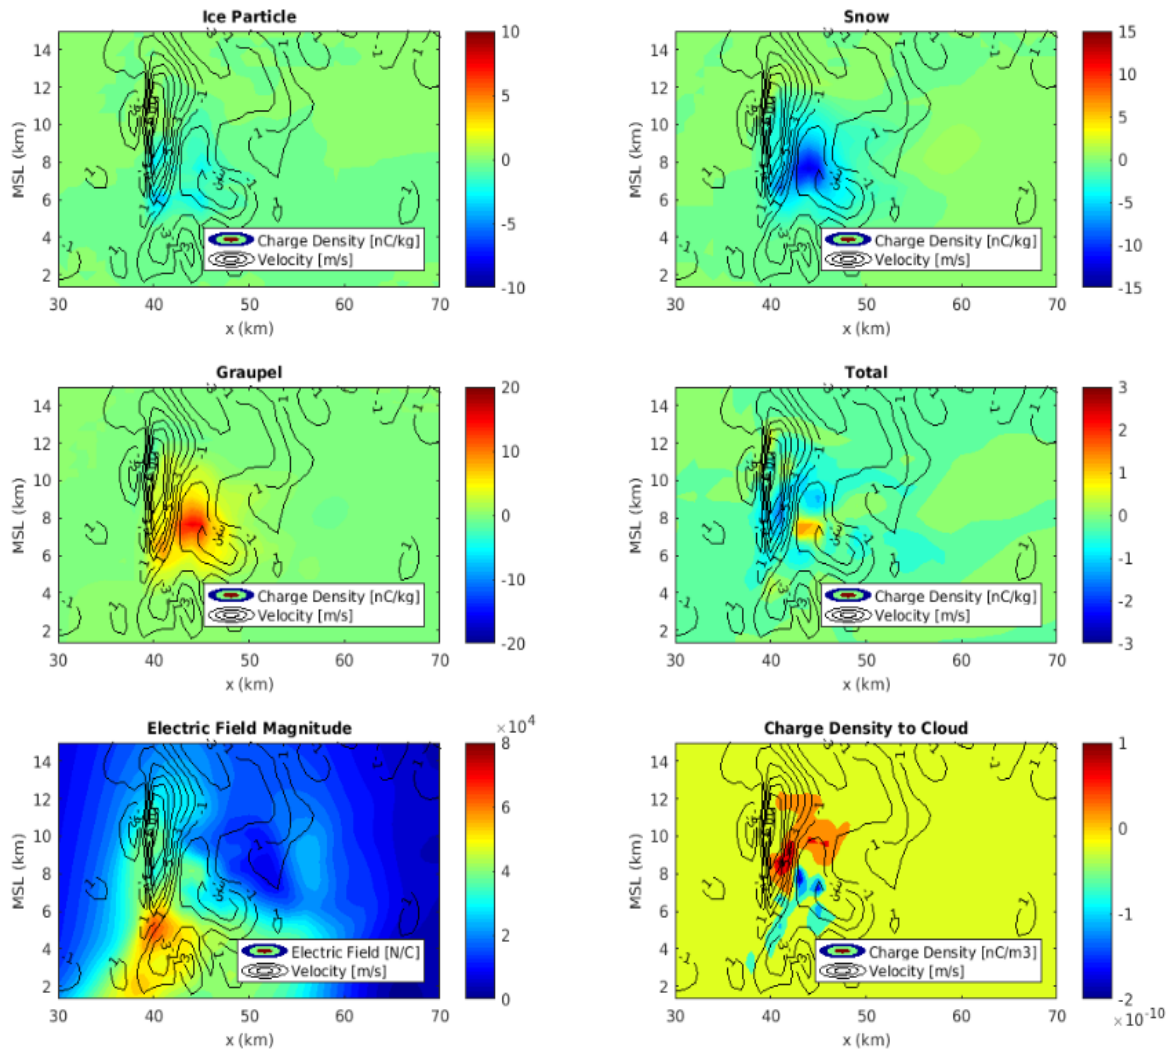 Ice Particle
14
12
10
8
6
4
2
MSL (km)
30 40 50 60 70
x (km)
Charge Density [nC/kg]
Velocity [m/s]
10
5
0
-5
-10
Snow
14
12
10
8
6
4
2
MSL (km)
30 40 50 60 70
x (km)
Charge Density [nC/kg]
Velocity [m/s]
15
10
5
0
-5
-10
-15
Graupel
14
12
10
8
6
4
2
MSL (km)
30 40 50 60 70
x (km)
Charge Density [nC/kg]
Velocity [m/s]
20
10
0
-10
-20
Total
14
12
10
8
6
4
2
MSL (km)
30 40 50 60 70
x (km)
Charge Density [nC/kg]
Velocity [m/s]
3
2
1
0
-1
-2
-3
Electric Field Magnitude
14
12
10
8
6
4
2
MSL (km)
30 40 50 60 70
x (km)
Electric Field [N/C]
Velocity [m/s]
×10⁴
8
6
4
2
0
Charge Density to Cloud
14
12
10
8
6
4
2
MSL (km)
30 40 50 60 70
x (km)
Charge Density [nC/m3]
Velocity [m/s]
1
0
-1
-2
×10⁻¹⁰